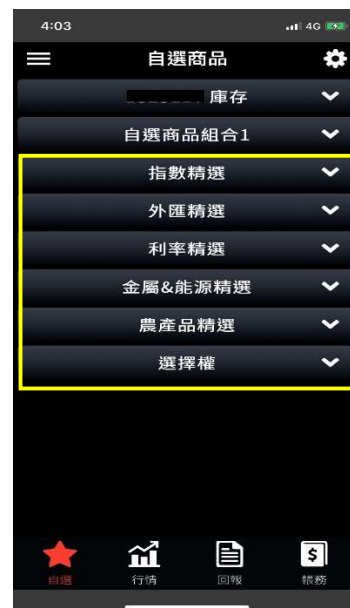 4:03
4G
自選商品
庫存
自選商品組合1
指數精選
外匯精選
利率精選
金屬&能源精選
農產品精選
選擇權
自選 行情 回報 帳務